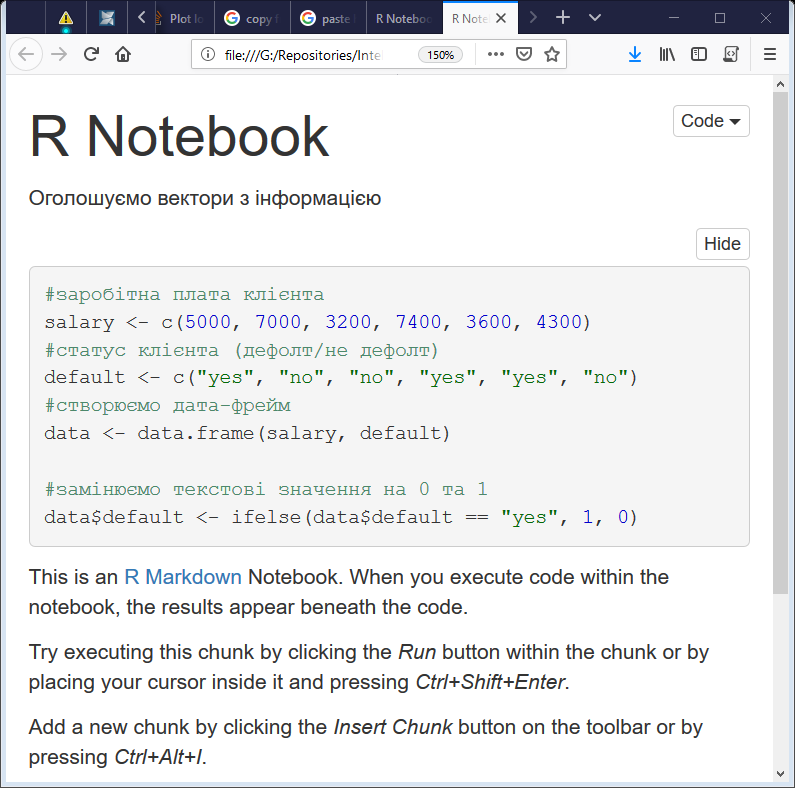 Plot lo
copy f
paste
R Noteboo
R Note
file:///G:/Repositories/Inte
150%
R Notebook
Code
Оголошуємо вектори з інформацією
Hide
#заробітна плата клієнта
salary <- c(5000, 7000, 3200, 7400, 3600, 4300)
#статус клієнта (дефолт/не дефолт)
default <- c("yes", "no", "no", "yes", "yes", "no")
#створюємо дата-фрейм
data <- data.frame(salary, default)
#замінюємо текстові значення на 0 та 1
data$default <- ifelse(data$default == "yes", 1, 0)
This is an R Markdown Notebook. When you execute code within the
notebook, the results appear beneath the code.
Try executing this chunk by clicking the Run button within the chunk or by
placing your cursor inside it and pressing Ctrl+Shift+Enter.
Add a new chunk by clicking the Insert Chunk button on the toolbar or by
pressing Ctrl+Alt+I.